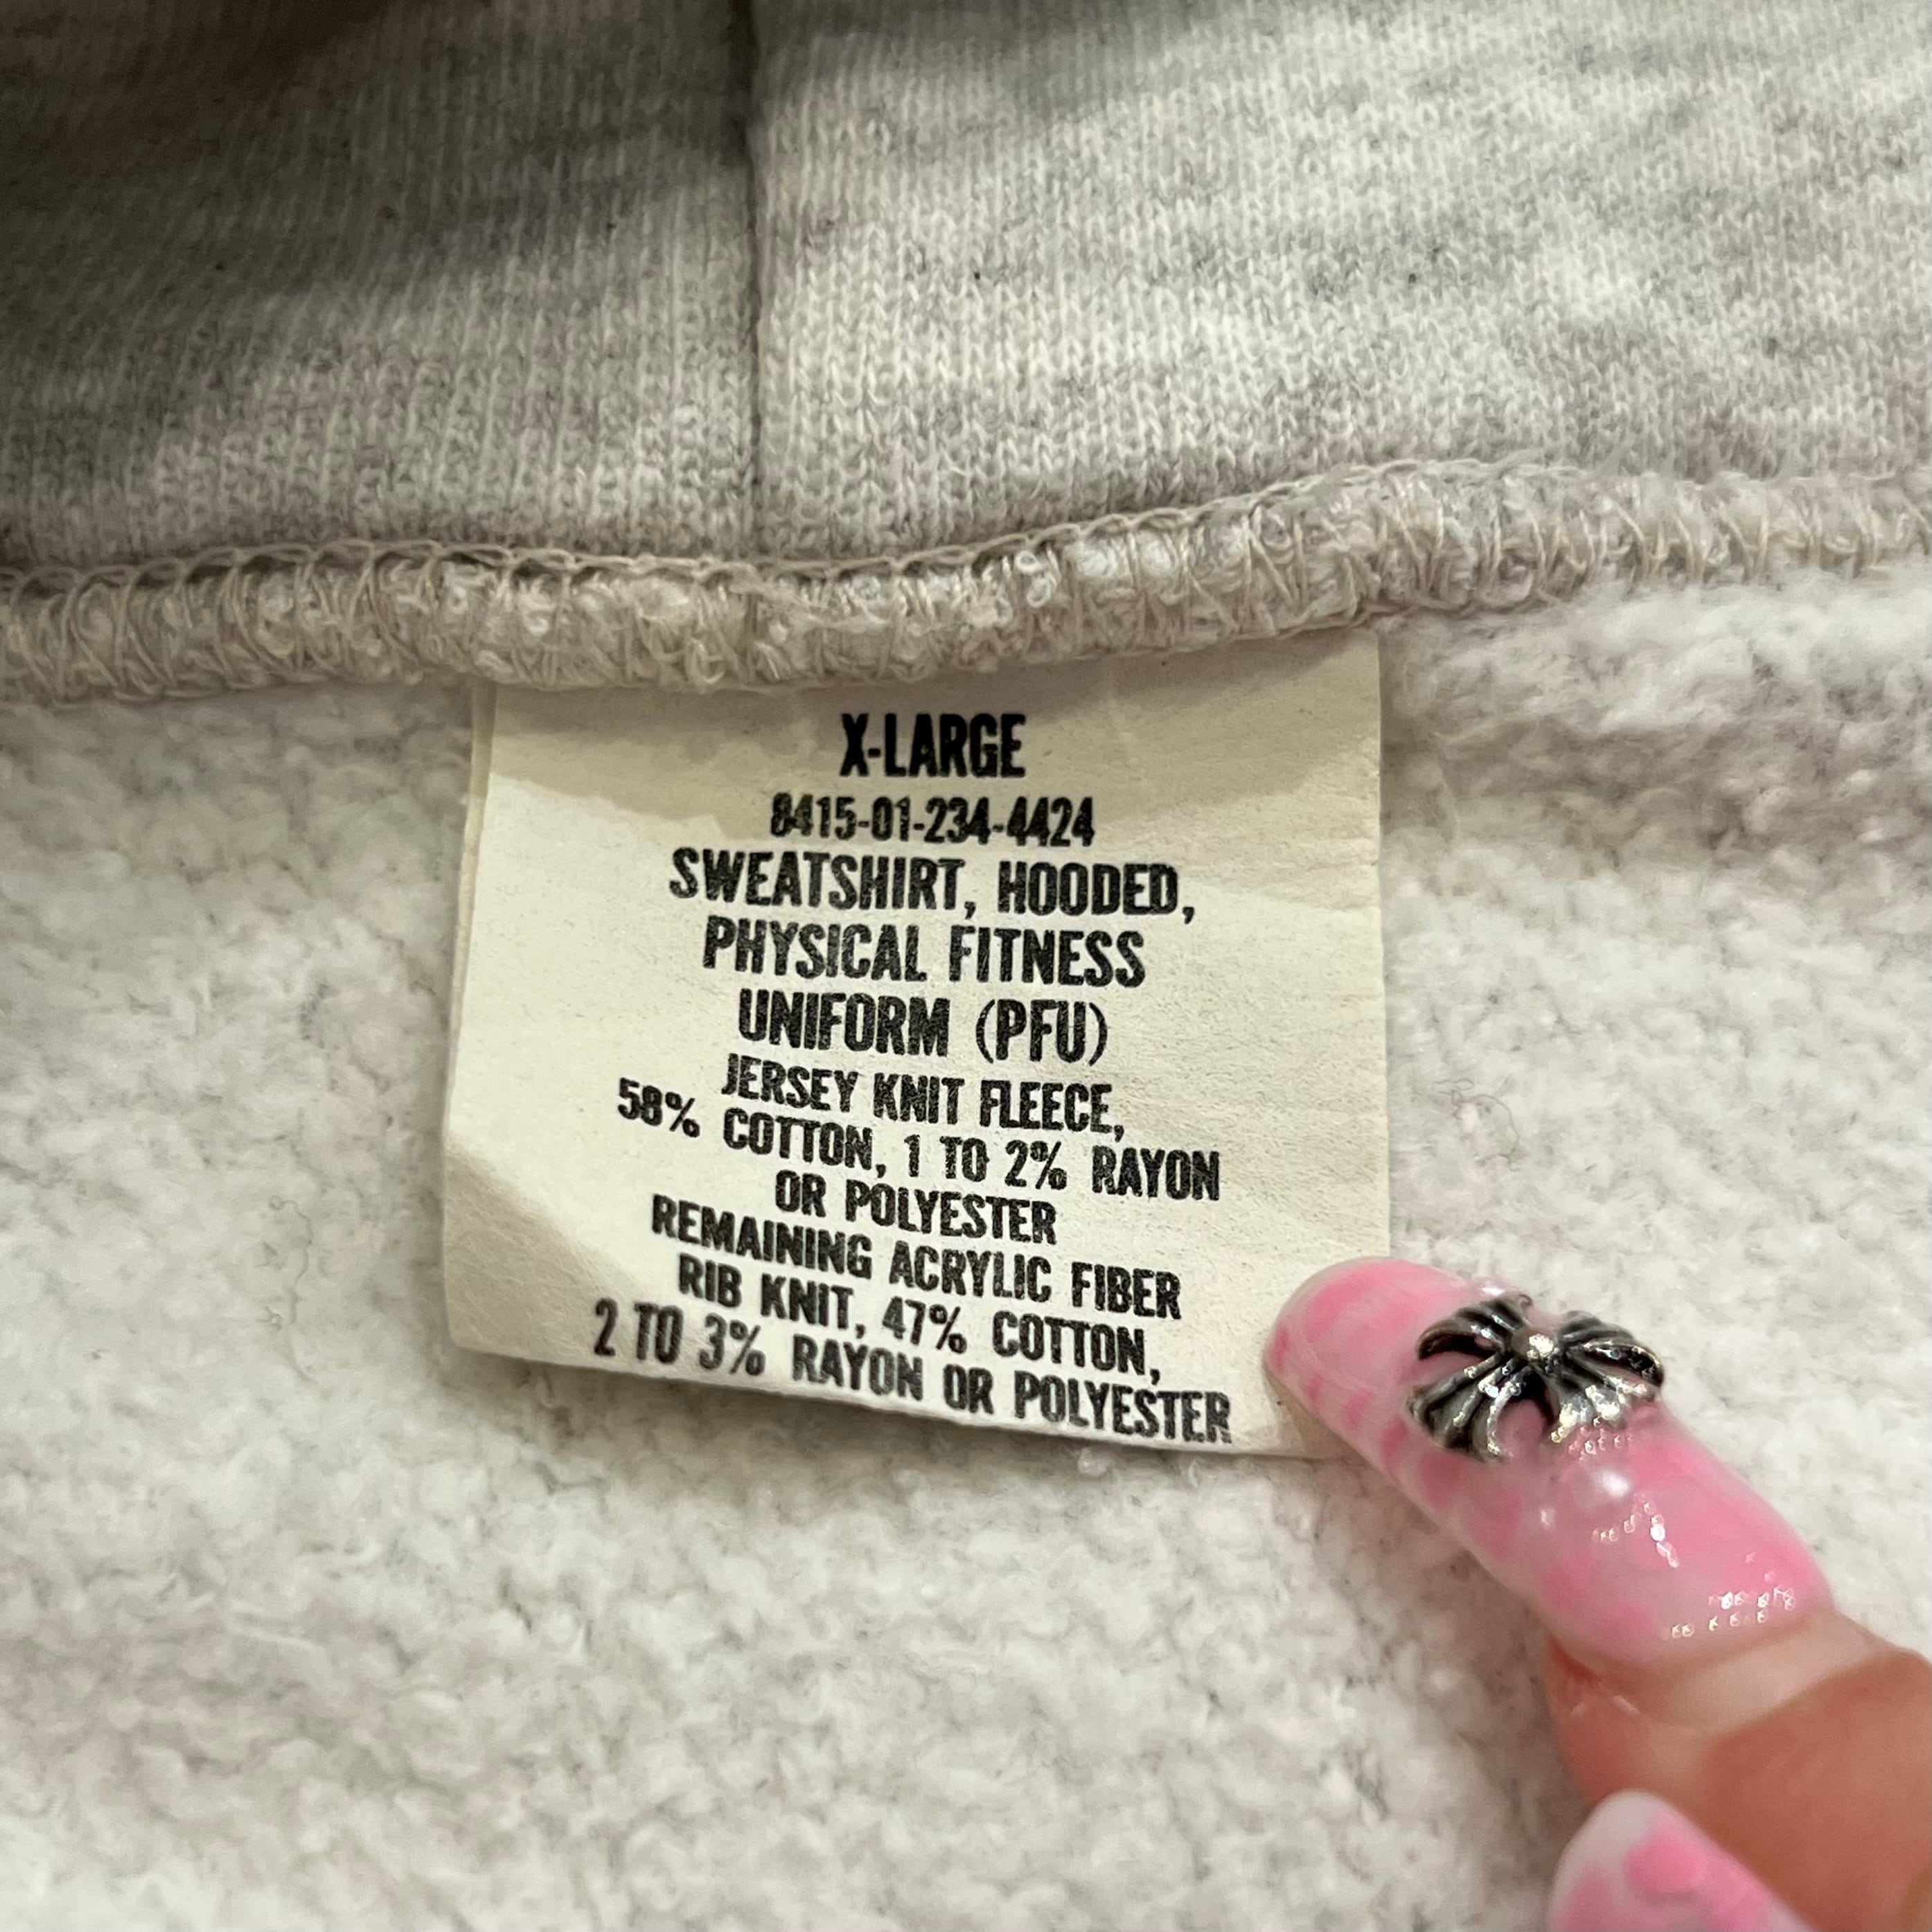 X-LARGE
8415-01-234-4424
SWEATSHIRT, HOODED,
PHYSICAL FITNESS
UNIFORM (PFU)
JERSEY KNIT FLEECE,
58% COTTON, 1 TO 2% RAYON
OR POLYESTER
REMAINING ACRYLIC FIBER
RIB KNIT, 47% COTTON,
2 TO 3% RAYON OR POLYESTER